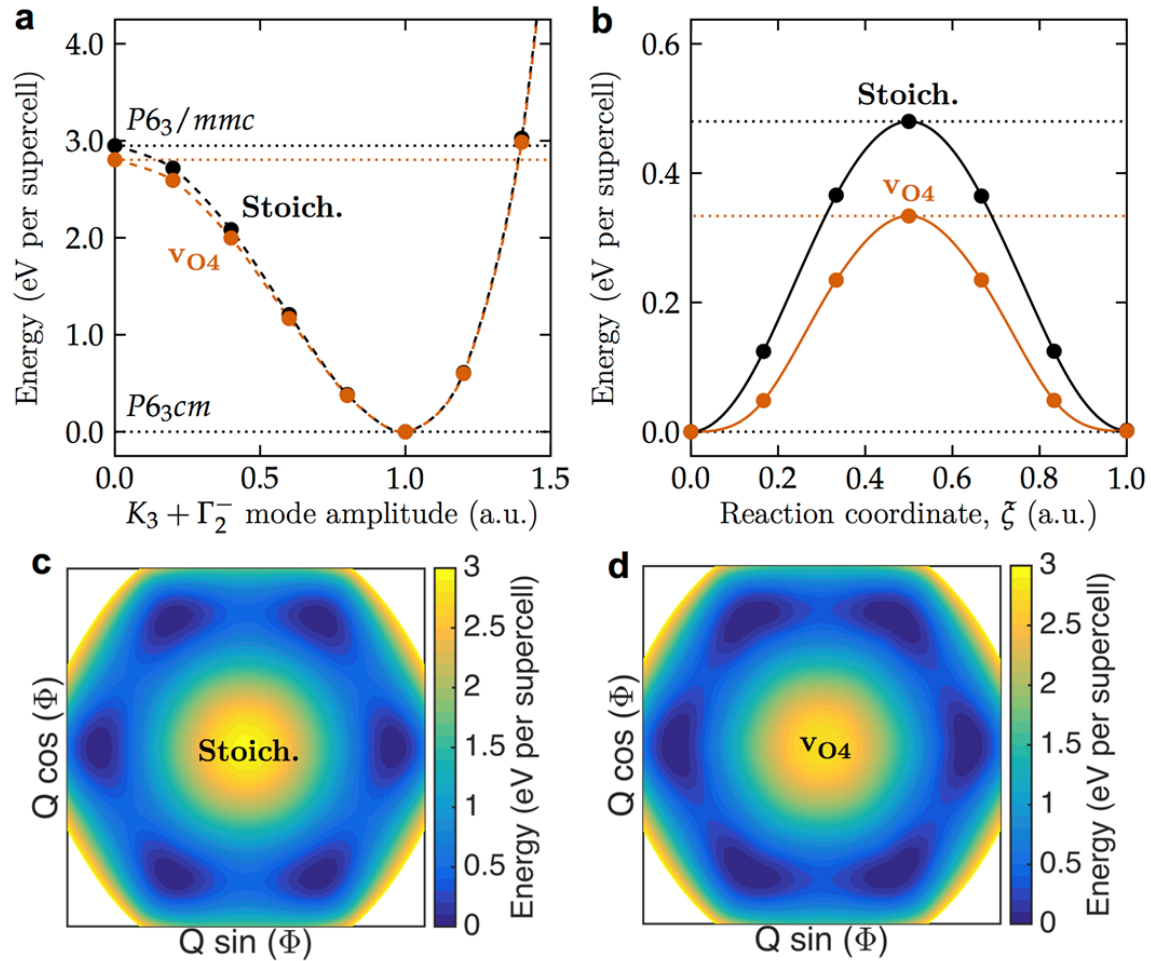 a
4.0
3.0
2.0
1.0
0.0
Energy (eV per supercell)
P6₃/mmc
Stoich.
v_O4
P6₃cm
0.0 0.5 1.0 1.5
K₃ + Γ₂⁻ mode amplitude (a.u.)
b
0.6
0.4
0.2
0.0
Energy (eV per supercell)
Stoich.
v_O4
0.0 0.2 0.4 0.6 0.8 1.0
Reaction coordinate, ξ (a.u.)
c
Q cos (Φ)
Stoich.
Q sin (Φ)
3
2.5
2
1.5
1
0.5
0
Energy (eV per supercell)
d
Q cos (Φ)
v_O4
Q sin (Φ)
3
2.5
2
1.5
1
0.5
0
Energy (eV per supercell)